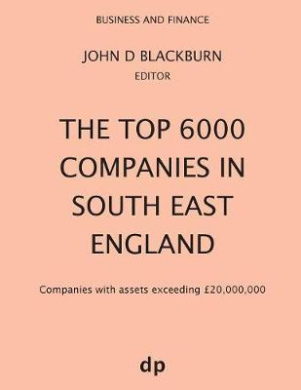 BUSINESS AND FINANCE
JOHN D BLACKBURN
EDITOR
THE TOP 6000
COMPANIES IN
SOUTH EAST
ENGLAND
Companies with assets exceeding £20,000,000
dp